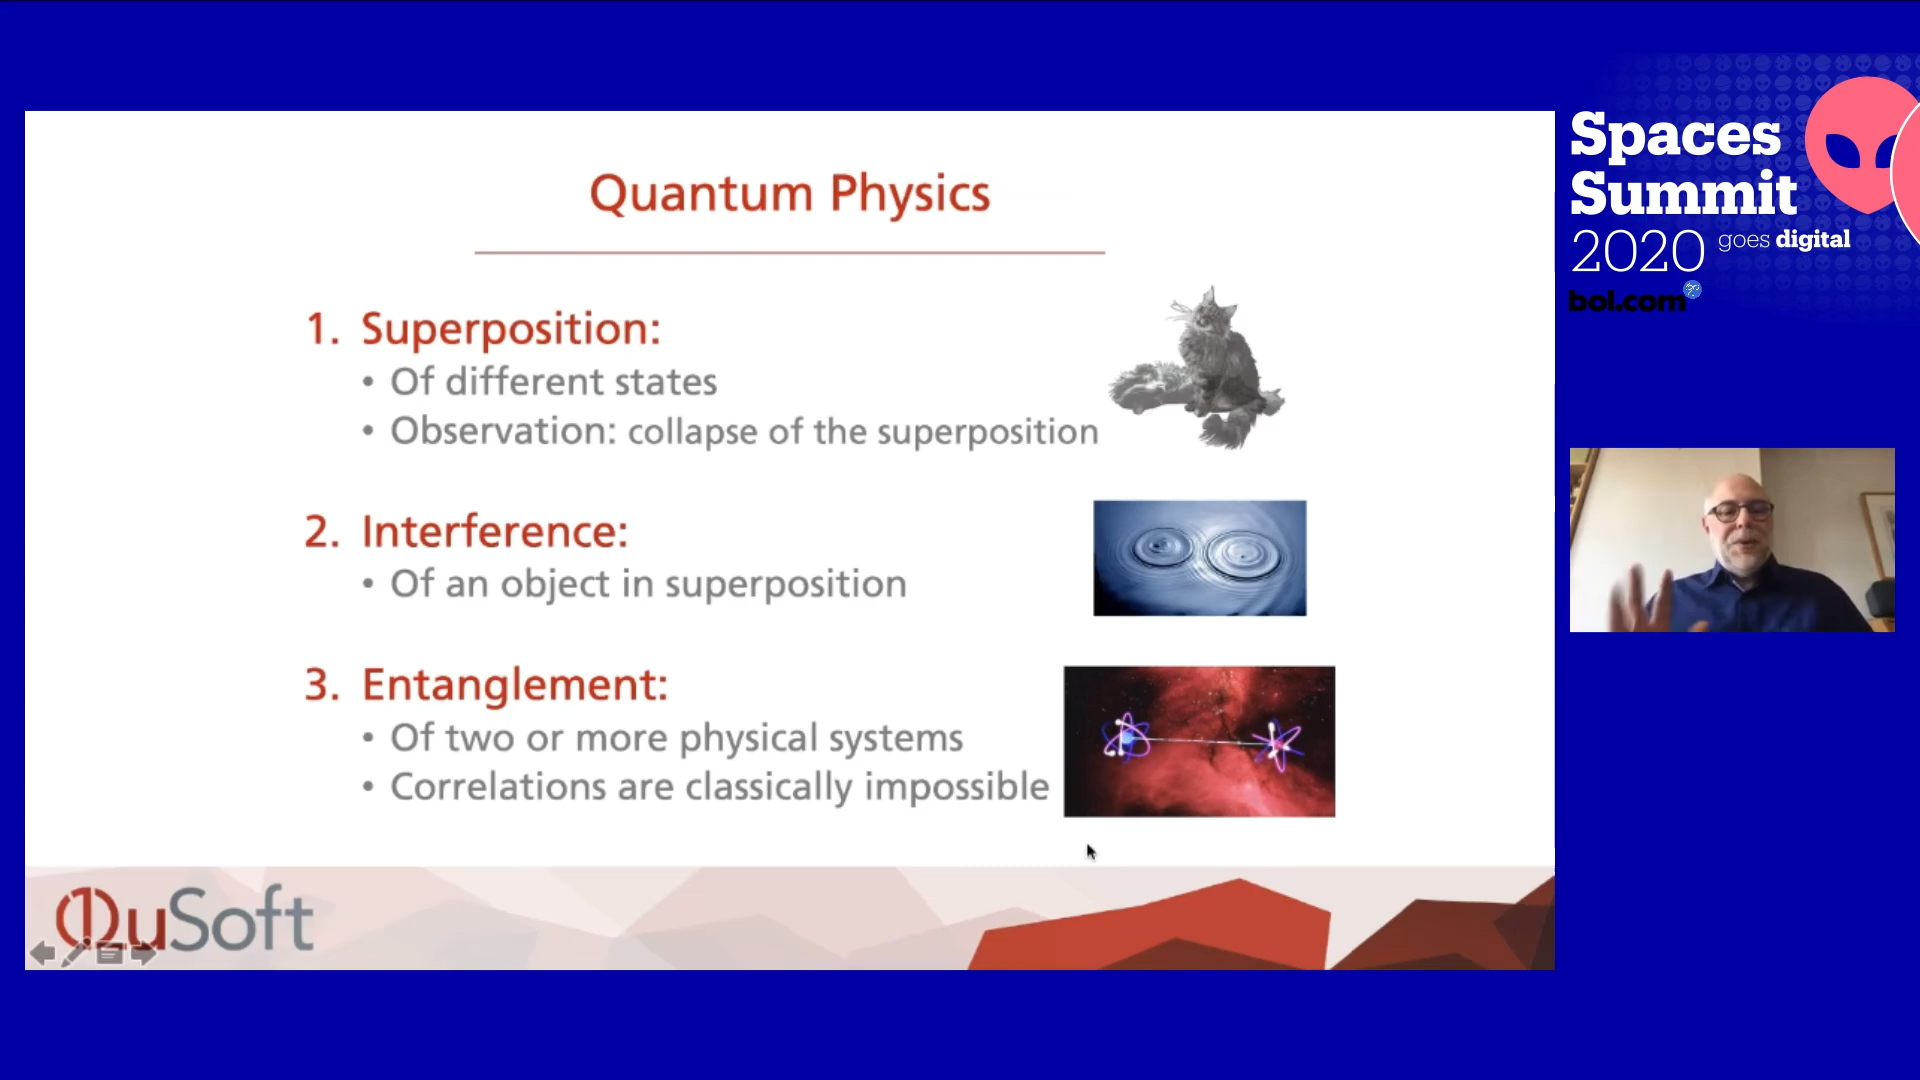 Quantum Physics
1. Superposition:
• Of different states
• Observation: collapse of the superposition
2. Interference:
• Of an object in superposition
3. Entanglement:
• Of two or more physical systems
• Correlations are classically impossible
QuSoft
Spaces
Summit
2020 goes digital
bol.com